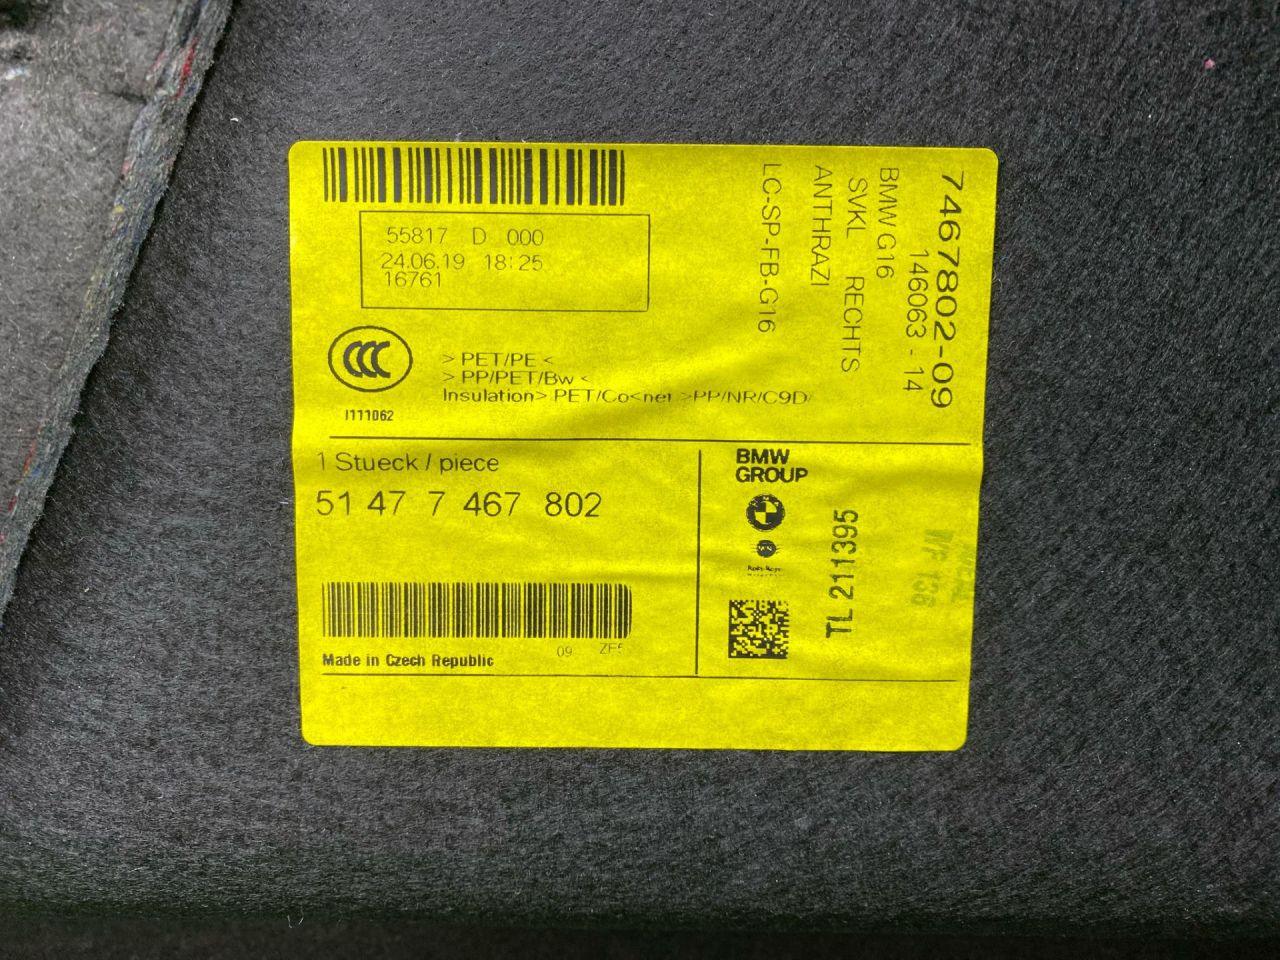 55817 D 000
24.06.19 18:25
16761
CCC
I111062
> PET/PE <
> PP/PET/Bw <
Insulation> PET/Co<ner >PP/NR/C9D
7467802-09
146063 - 14
BMW G16
SVKL RECHTS
ANTHRAZI
LC-SP-FB-G16
1 Stueck / piece
51 47 7 467 802
09
Made in Czech Republic
BMW
GROUP
TL 211395